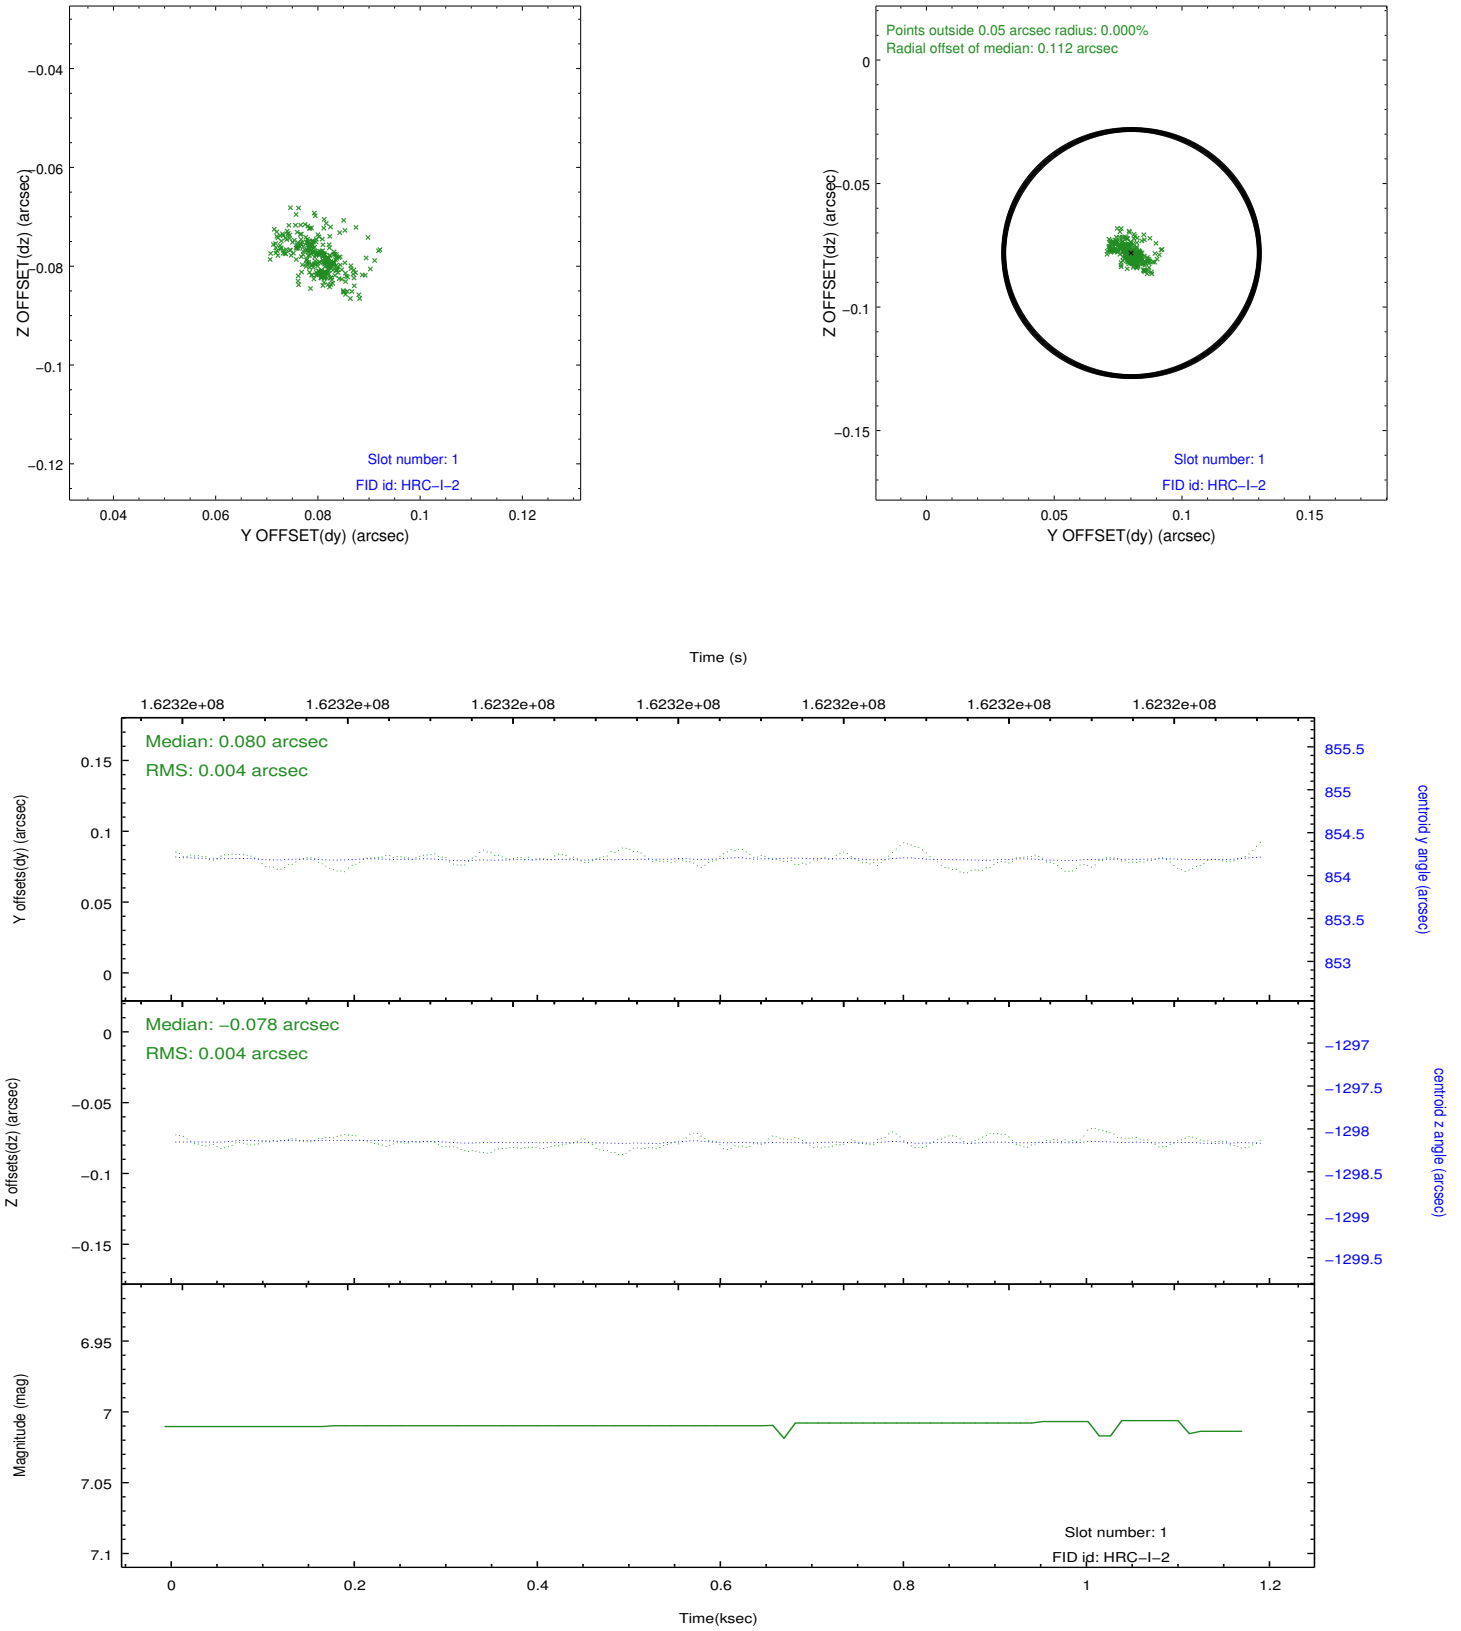 −0.04
−0.06
−0.08
−0.1
−0.12
Z OFFSET(dz) (arcsec)
0.04
0.06
0.08
0.1
0.12
Y OFFSET(dy) (arcsec)
Slot number: 1
FID id: HRC−I−2
Points outside 0.05 arcsec radius: 0.000%
Radial offset of median: 0.112 arcsec
0
−0.05
−0.1
−0.15
Z OFFSET(dz) (arcsec)
0
0.05
0.1
0.15
Y OFFSET(dy) (arcsec)
Slot number: 1
FID id: HRC−I−2
Time (s)
1.6232e+08
1.6232e+08
1.6232e+08
1.6232e+08
1.6232e+08
1.6232e+08
1.6232e+08
Median: 0.080 arcsec
RMS: 0.004 arcsec
0.15
0.1
0.05
0
Y offsets(dy) (arcsec)
855.5
855
854.5
854
853.5
853
centroid y angle (arcsec)
Median: −0.078 arcsec
RMS: 0.004 arcsec
0
−0.05
−0.1
−0.15
Z offsets(dz) (arcsec)
−1297
−1297.5
−1298
−1298.5
−1299
−1299.5
centroid z angle (arcsec)
6.95
7
7.05
7.1
Magnitude (mag)
Slot number: 1
FID id: HRC−I−2
0
0.2
0.4
0.6
0.8
1
1.2
Time(ksec)